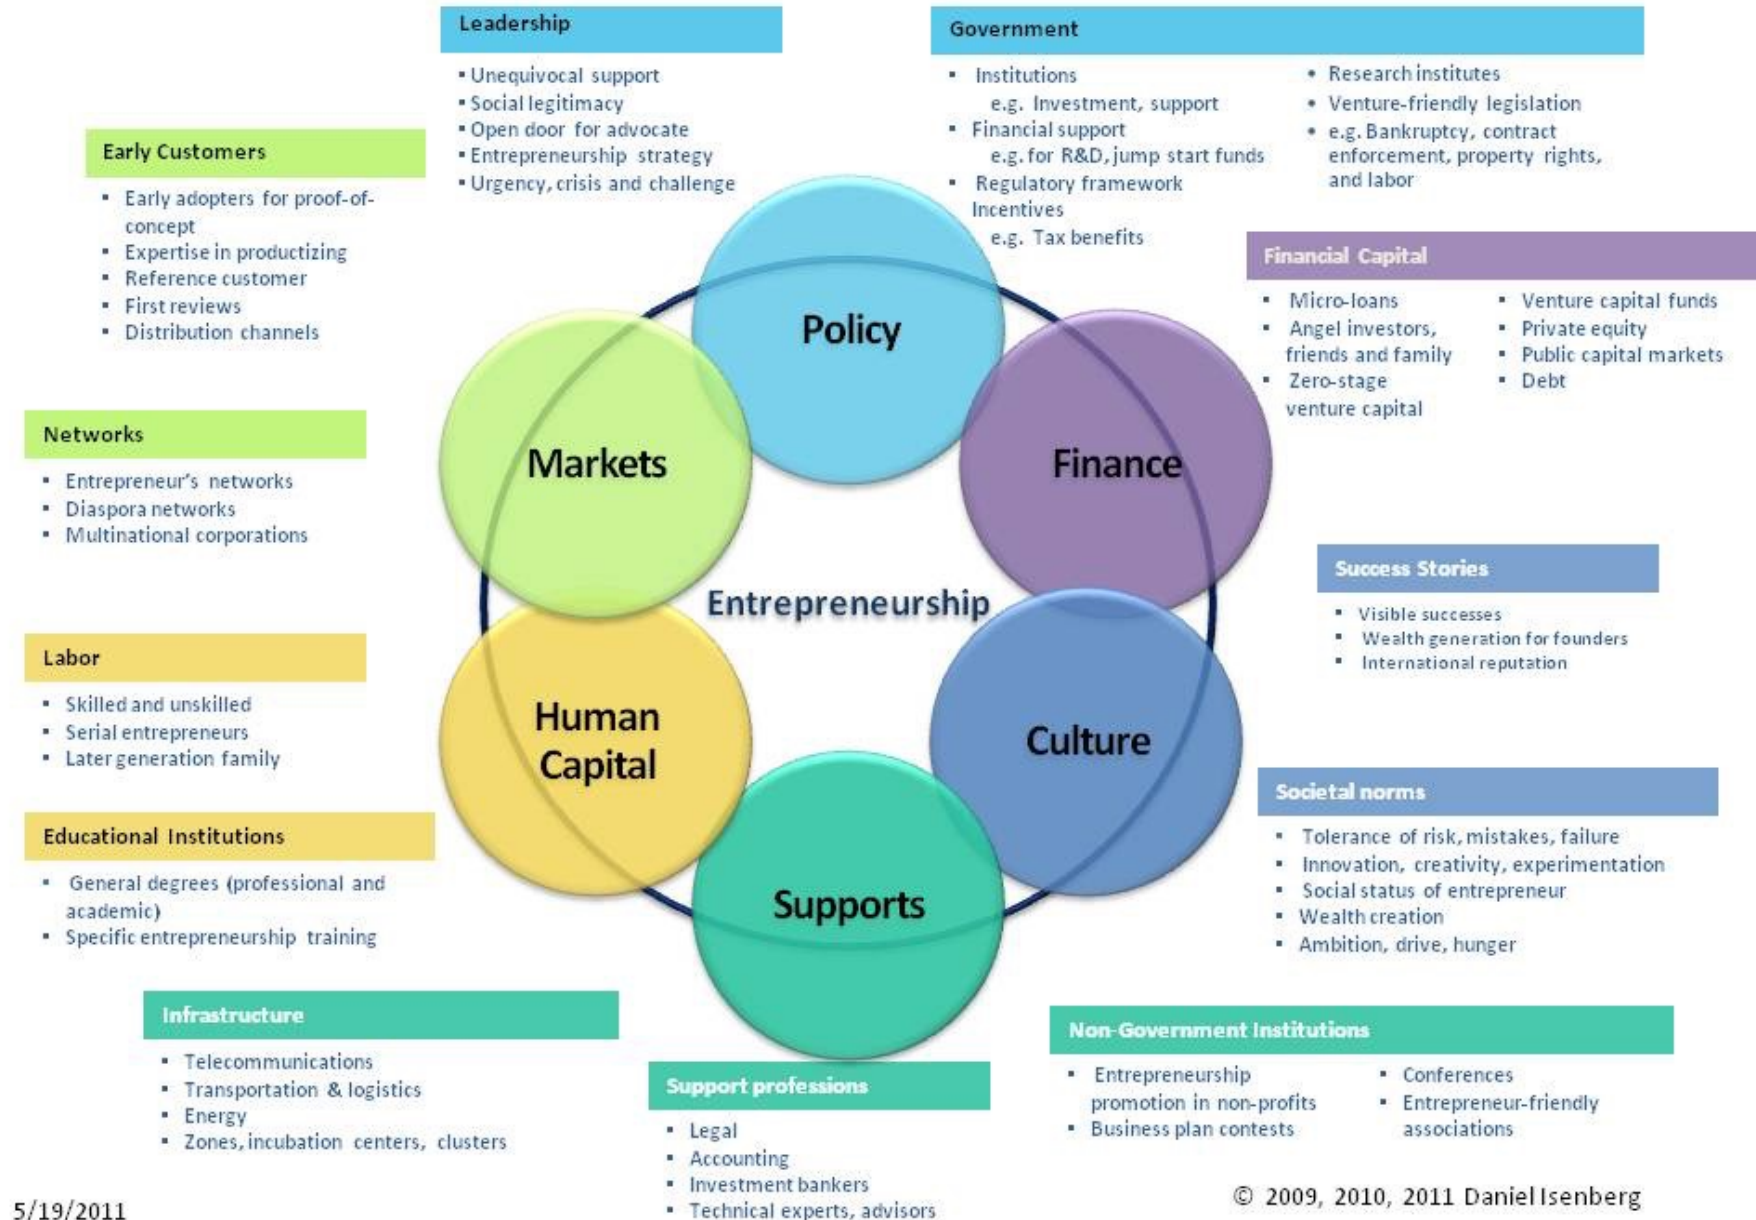 Leadership
▪ Unequivocal support
▪ Social legitimacy
▪ Open door for advocate
▪ Entrepreneurship strategy
▪ Urgency, crisis and challenge
Government
▪ Institutions
e.g. Investment, support
▪ Financial support
e.g. for R&D, jump start funds
▪ Regulatory framework
Incentives
e.g. Tax benefits
• Research institutes
• Venture-friendly legislation
• e.g. Bankruptcy, contract
enforcement, property rights,
and labor
Early Customers
▪ Early adopters for proof-of-
concept
▪ Expertise in productizing
▪ Reference customer
▪ First reviews
▪ Distribution channels
Financial Capital
▪ Micro-loans
▪ Angel investors,
friends and family
▪ Zero-stage
venture capital
▪ Venture capital funds
▪ Private equity
▪ Public capital markets
▪ Debt
Networks
▪ Entrepreneur's networks
▪ Diaspora networks
▪ Multinational corporations
Policy
Markets
Finance
Entrepreneurship
Human
Capital
Culture
Supports
Success Stories
▪ Visible successes
▪ Wealth generation for founders
▪ International reputation
Labor
▪ Skilled and unskilled
▪ Serial entrepreneurs
▪ Later generation family
Societal norms
▪ Tolerance of risk, mistakes, failure
▪ Innovation, creativity, experimentation
▪ Social status of entrepreneur
▪ Wealth creation
▪ Ambition, drive, hunger
Educational Institutions
▪ General degrees (professional and
academic)
▪ Specific entrepreneurship training
Infrastructure
▪ Telecommunications
▪ Transportation & logistics
▪ Energy
▪ Zones, incubation centers, clusters
Support professions
▪ Legal
▪ Accounting
▪ Investment bankers
▪ Technical experts, advisors
Non-Government Institutions
▪ Entrepreneurship
promotion in non-profits
▪ Business plan contests
▪ Conferences
▪ Entrepreneur-friendly
associations
5/19/2011
© 2009, 2010, 2011 Daniel Isenberg